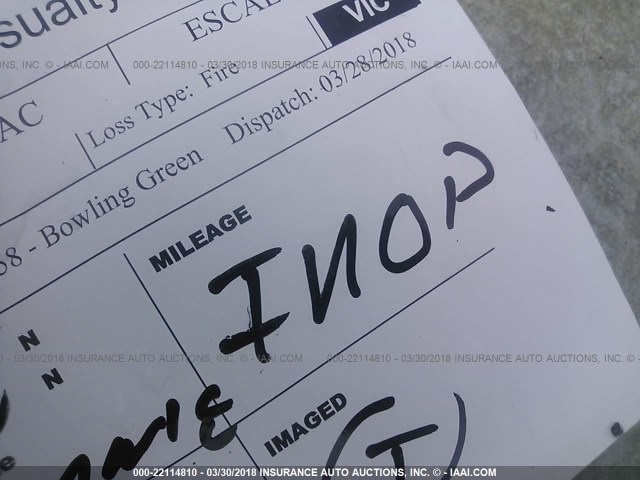 sualty
ESCAL
VIC
INS, INC. © - IAAI.COM 000-22114810 - 03/30/2018 INSURANCE AUTO AUCTIONS, INC. © - IAAI.COM
AC
Loss Type: Fire
Dispatch: 03/28/2018
58 - Bowling Green
MILEAGE
INOP
N
N
000-22114810 - 03/30/2018 INSURANCE AUTO AUCTIONS, INC. © - IAAI.COM
IMAGED
I
000-22114810 - 03/30/2018 INSURANCE AUTO AUCTIONS, INC. © - IAAI.COM